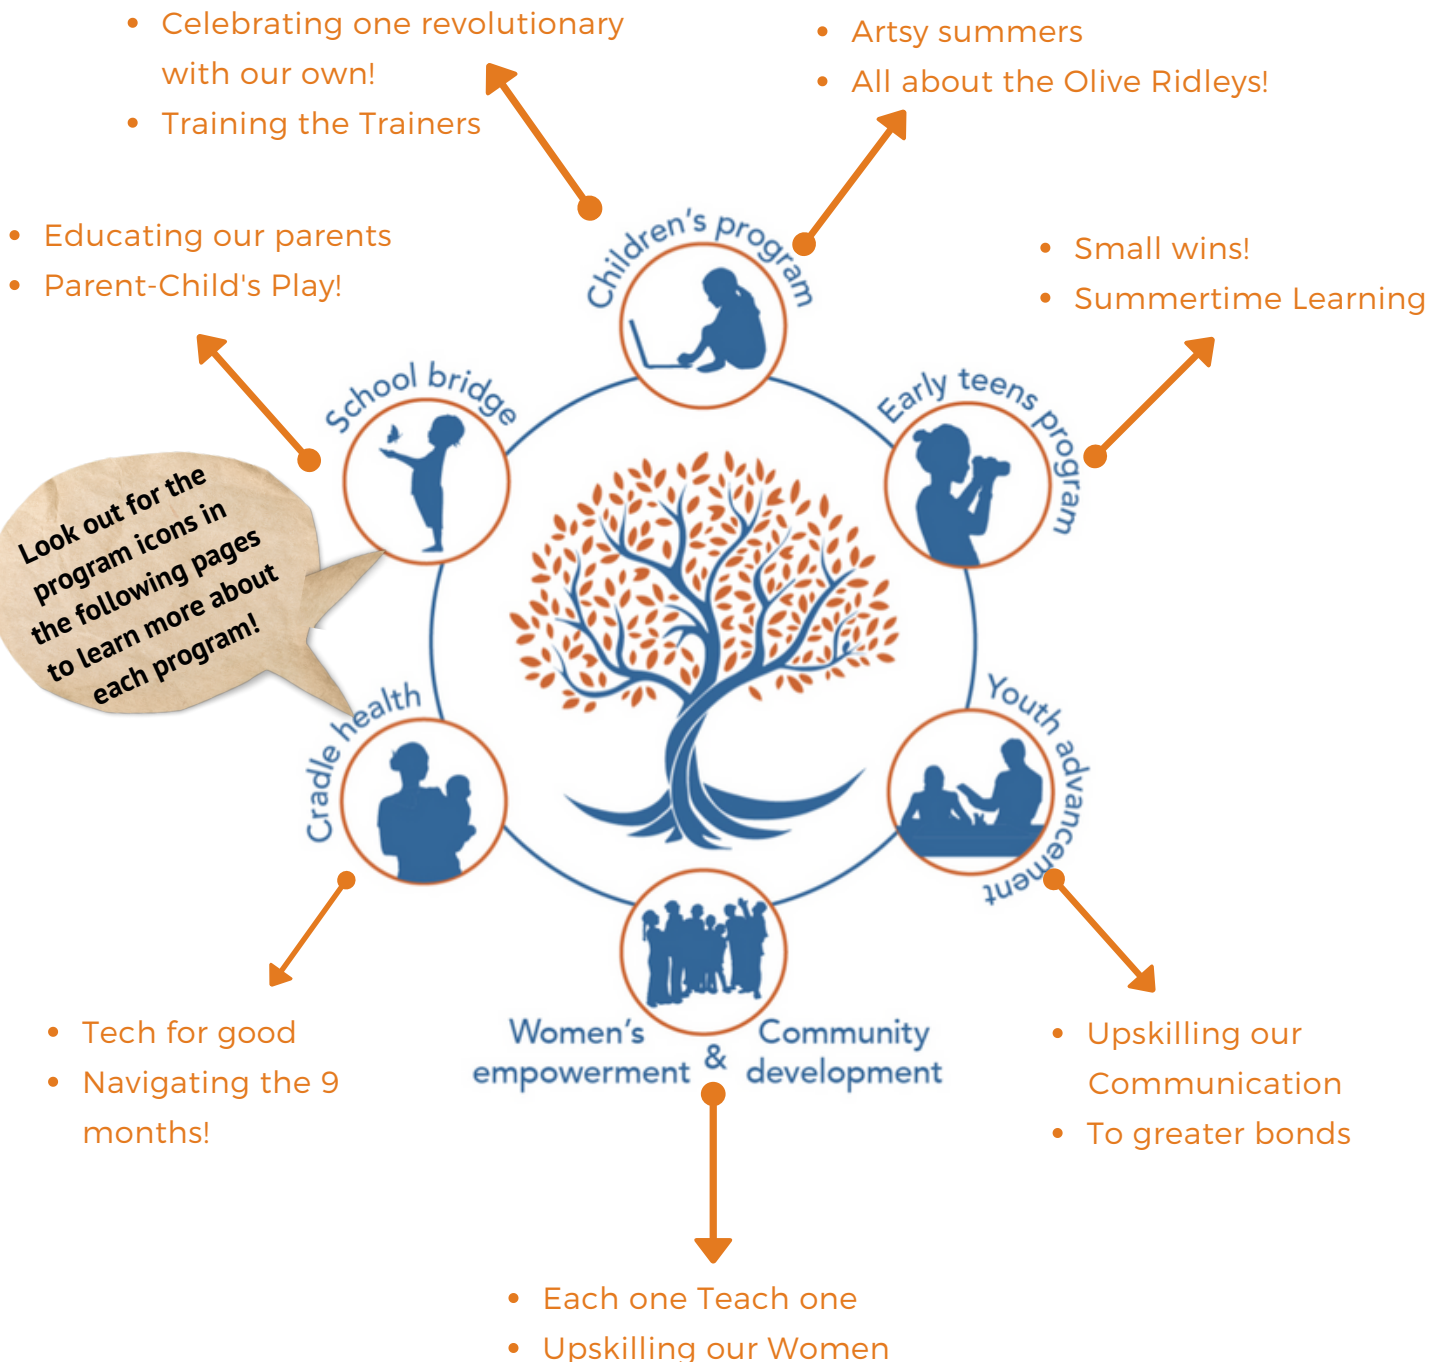 Celebrating one revolutionary
with our own!
Training the Trainers
Artsy summers
All about the Olive Ridleys!
Educating our parents
Parent-Child's Play!
Small wins!
Summertime Learning
Children's program
School bridge
Early teens program
Look out for the
program icons in
the following pages
to learn more about
each program!
Cradle health
Youth advancement
Women's
empowerment
&
Community
development
Tech for good
Navigating the 9
months!
Upskilling our
Communication
To greater bonds
Each one Teach one
Upskilling our Women